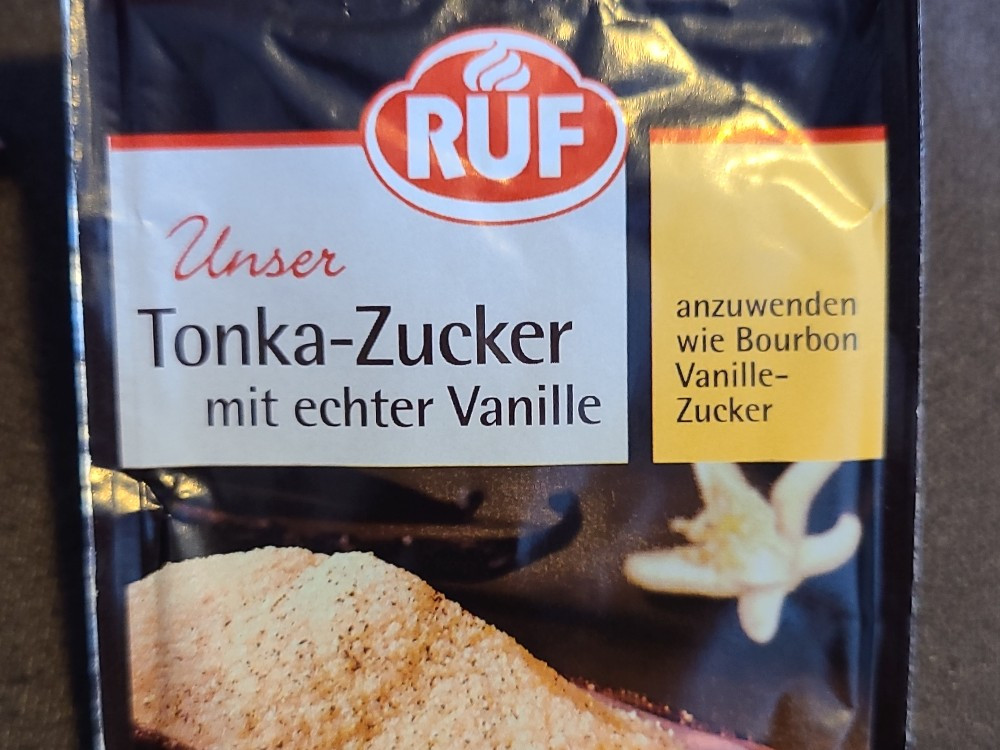 RUF
Unser
Tonka-Zucker
mit echter Vanille
anzuwenden
wie Bourbon
Vanille-
Zucker